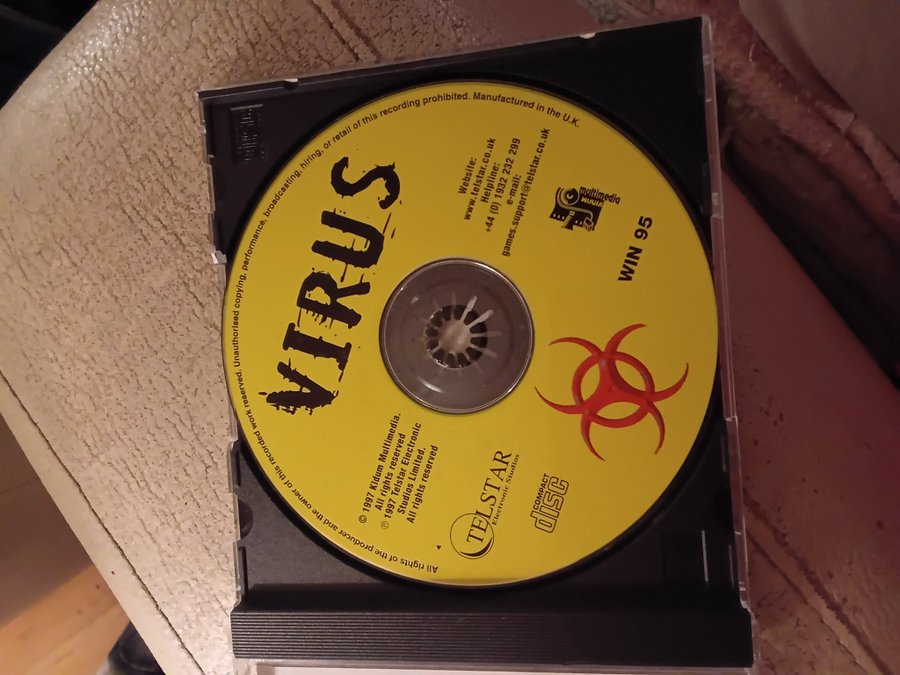 All rights of the producer and the owner of this recorded work reserved. Unauthorised copying, performance, broadcasting, hiring, or retail of this recording prohibited. Manufactured in the U.K.
VIRUS
Website:
www.telstar.co.uk
Helpline:
+44 (0) 1932 232 299
e-mail:
games.support@telstar.co.uk
multimedia
WIN 95
© 1997 Kidum Multimedia.
All rights reserved
℗ 1997 Telstar Electronic
Studios Limited.
All rights reserved
TELSTAR
Electronic Studios
COMPACT
disc